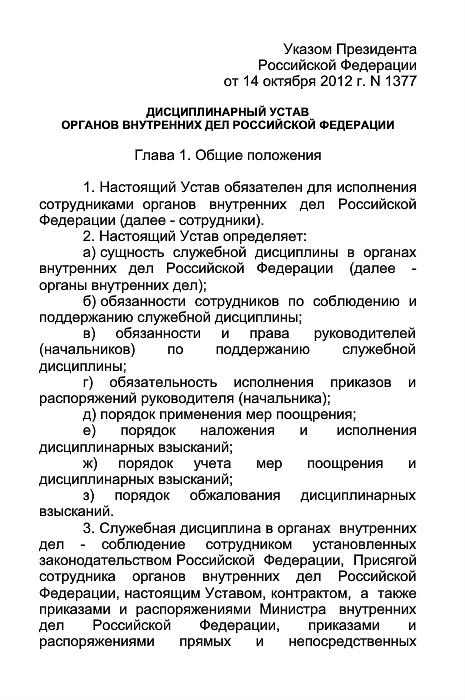 Указом Президента
Российской Федерации
от 14 октября 2012 г. N 1377
ДИСЦИПЛИНАРНЫЙ УСТАВ
ОРГАНОВ ВНУТРЕННИХ ДЕЛ РОССИЙСКОЙ ФЕДЕРАЦИИ
Глава 1. Общие положения
1. Настоящий Устав обязателен для исполнения
сотрудниками органов внутренних дел Российской
Федерации (далее - сотрудники).
2. Настоящий Устав определяет:
а) сущность служебной дисциплины в органах
внутренних дел Российской Федерации (далее -
органы внутренних дел);
б) обязанности сотрудников по соблюдению и
поддержанию служебной дисциплины;
в) обязанности и права руководителей
(начальников) по поддержанию служебной
дисциплины;
г) обязательность исполнения приказов и
распоряжений руководителя (начальника);
д) порядок применения мер поощрения;
е) порядок наложения и исполнения
дисциплинарных взысканий;
ж) порядок учета мер поощрения и
дисциплинарных взысканий;
з) порядок обжалования дисциплинарных
взысканий.
3. Служебная дисциплина в органах внутренних
дел - соблюдение сотрудником установленных
законодательством Российской Федерации, Присягой
сотрудника органов внутренних дел Российской
Федерации, настоящим Уставом, контрактом, а также
приказами и распоряжениями Министра внутренних
дел Российской Федерации, приказами и
распоряжениями прямых и непосредственных